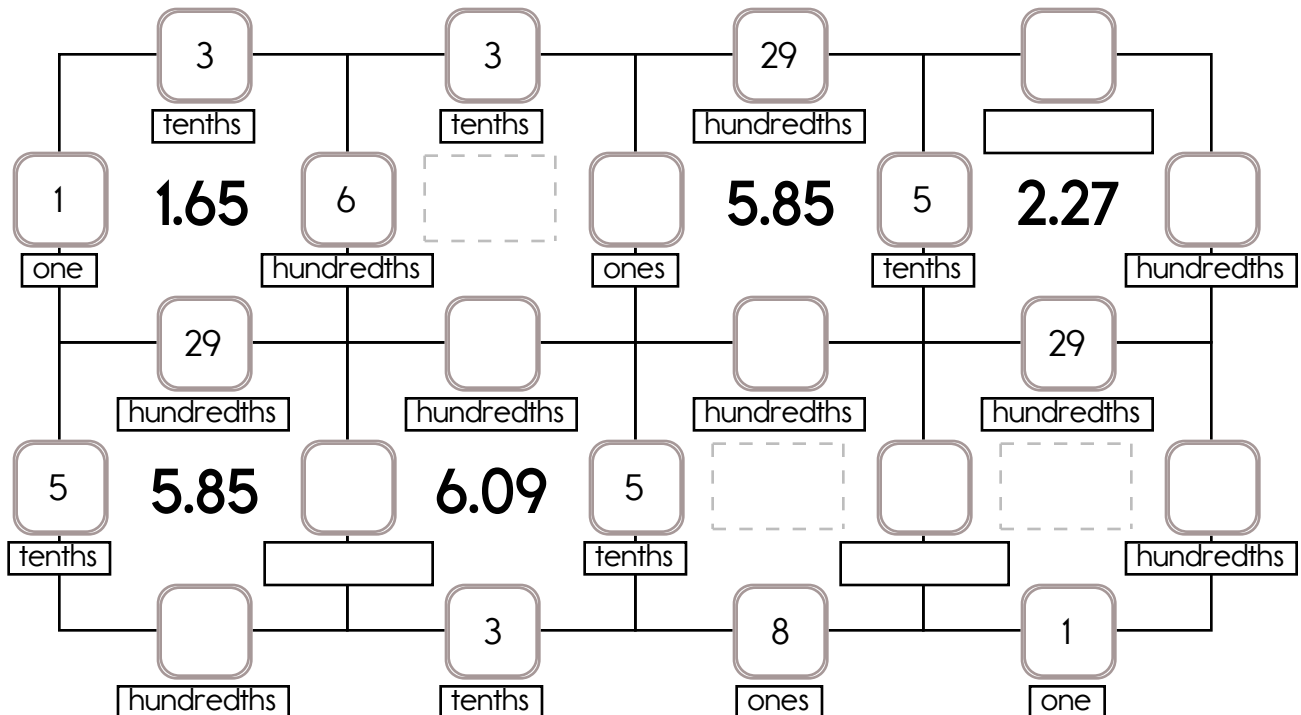 3 3 29
tenths tenths hundredths
1 1.65 6 5.85 5 2.27
one hundredths ones tenths hundredths
29 29
hundredths hundredths hundredths hundredths
5 5.85 6.09 5
tenths tenths hundredths
3 8 1
hundredths tenths ones one